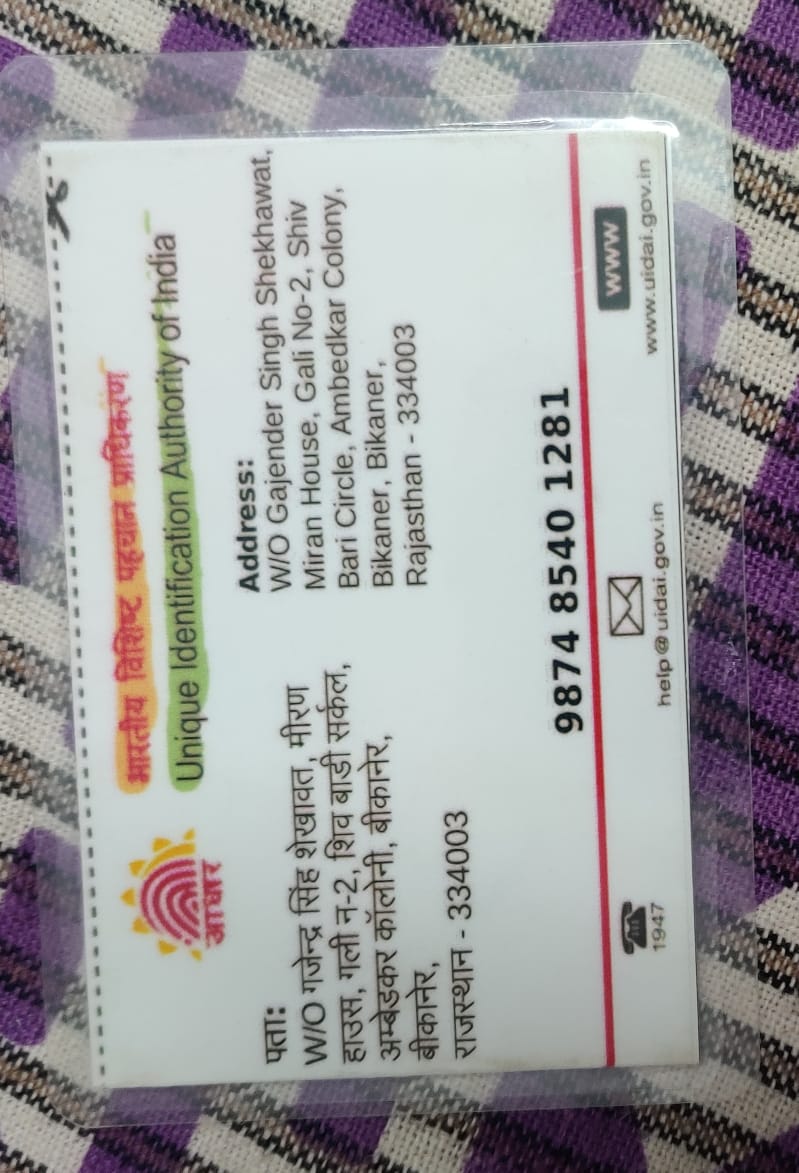 भारतीय विशिष्ट पहचान प्राधिकरण
Unique Identification Authority of India
आधार
पता:
W/O गजेन्द्र सिंह शेखावत, मीरण
हाउस, गली न-2, शिव बाडी सर्कल,
अम्बेडकर कॉलोनी, बीकानेर,
बीकानेर,
राजस्थान - 334003
Address:
W/O Gajender Singh Shekhawat,
Miran House, Gali No-2, Shiv
Bari Circle, Ambedkar Colony,
Bikaner, Bikaner,
Rajasthan - 334003
9874 8540 1281
1947
help@uidai.gov.in
www
www.uidai.gov.in